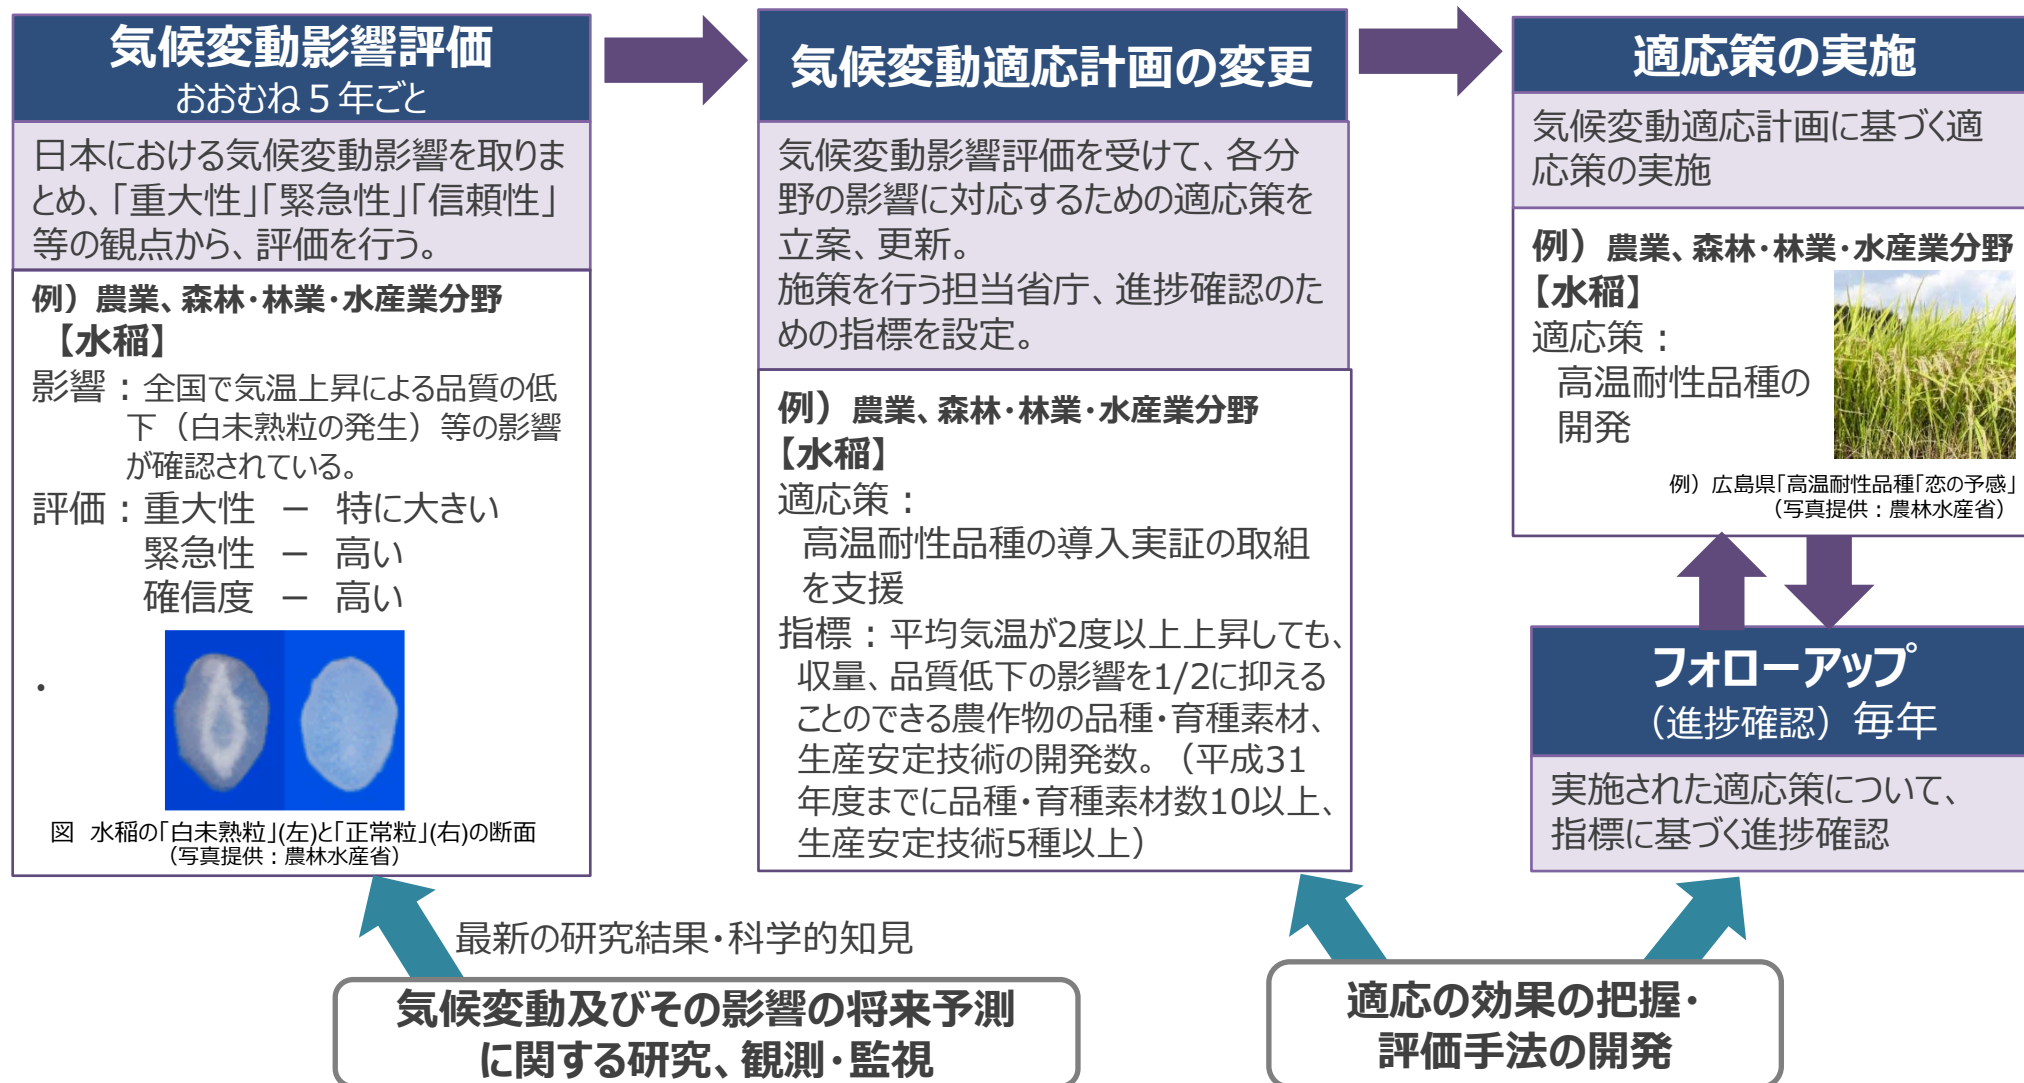 気候変動影響評価
おおむね５年ごと
日本における気候変動影響を取りま
とめ、「重大性」「緊急性」「信頼性」
等の観点から、評価を行う。
例）農業、森林・林業・水産業分野
【水稲】
影響：全国で気温上昇による品質の低
下（白未熟粒の発生）等の影響
が確認されている。
評価：重大性　－　特に大きい
緊急性　－　高い
確信度　－　高い
・
図　水稲の「白未熟粒」(左)と「正常粒」(右)の断面
（写真提供：農林水産省）
気候変動適応計画の変更
気候変動影響評価を受けて、各分
野の影響に対応するための適応策を
立案、更新。
施策を行う担当省庁、進捗確認のた
めの指標を設定。
例）農業、森林・林業・水産業分野
【水稲】
適応策：
高温耐性品種の導入実証の取組
を支援
指標：平均気温が2度以上上昇しても、
収量、品質低下の影響を1/2に抑える
ことのできる農作物の品種・育種素材、
生産安定技術の開発数。（平成31
年度までに品種・育種素材数10以上、
生産安定技術5種以上）
適応策の実施
気候変動適応計画に基づく適
応策の実施
例）農業、森林・林業・水産業分野
【水稲】
適応策：
高温耐性品種の
開発
例）広島県「高温耐性品種「恋の予感」
（写真提供：農林水産省）
フォローアップ
（進捗確認）毎年
実施された適応策について、
指標に基づく進捗確認
最新の研究結果・科学的知見
気候変動及びその影響の将来予測
に関する研究、観測・監視
適応の効果の把握・
評価手法の開発